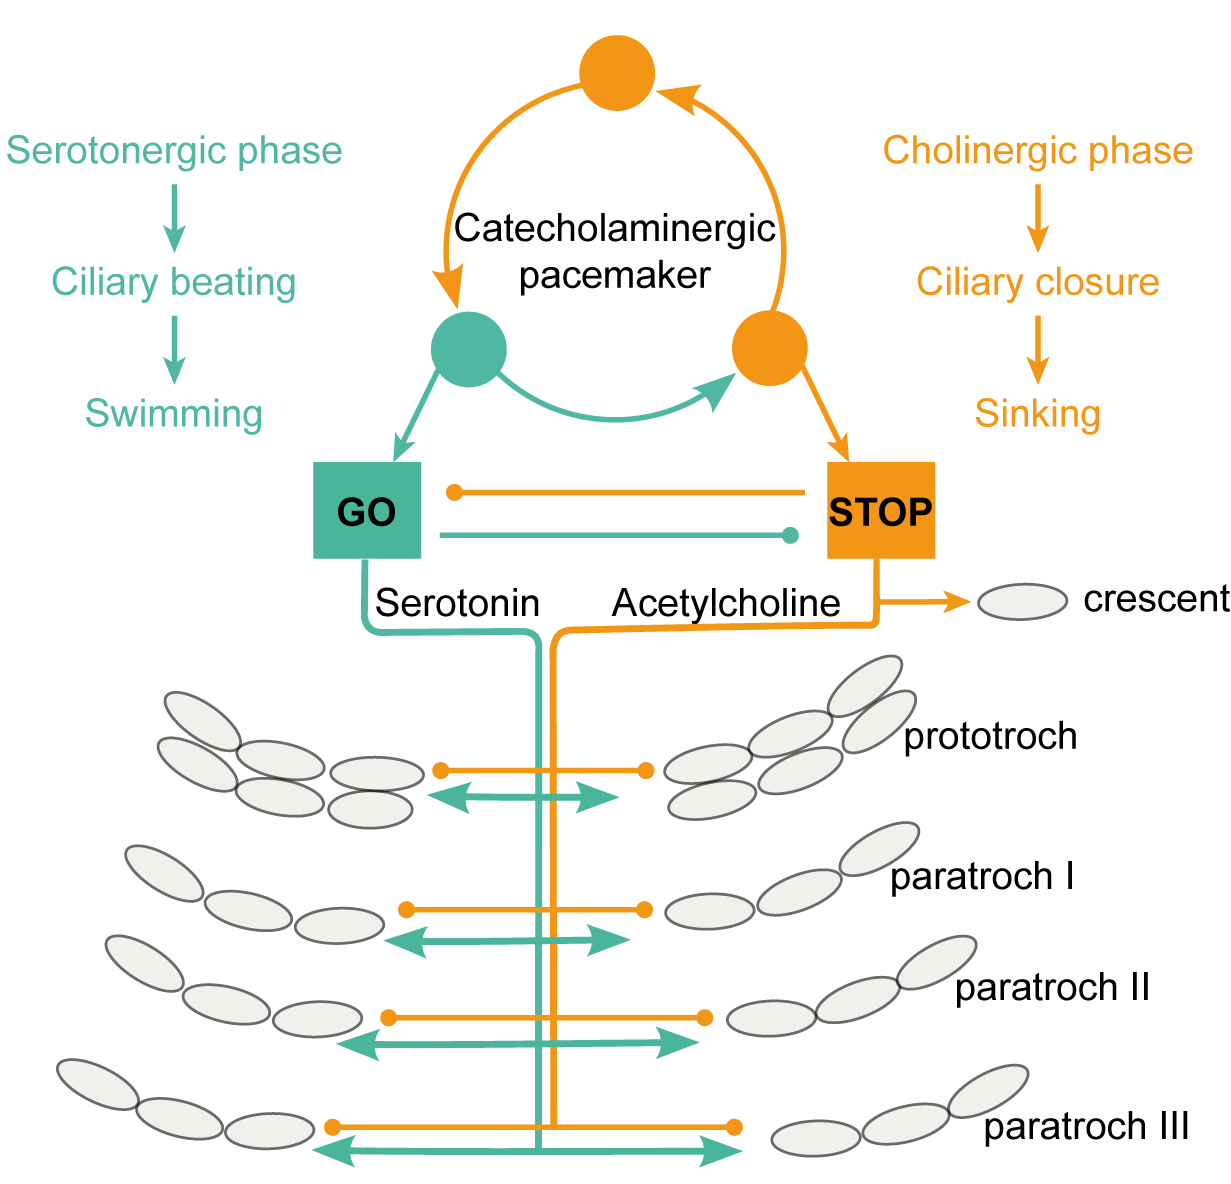 Serotonergic phase
Cholinergic phase
Catecholaminergic
pacemaker
Ciliary beating
Ciliary closure
Swimming
Sinking
GO
STOP
Serotonin
Acetylcholine
crescent
prototroch
paratroch I
paratroch II
paratroch III